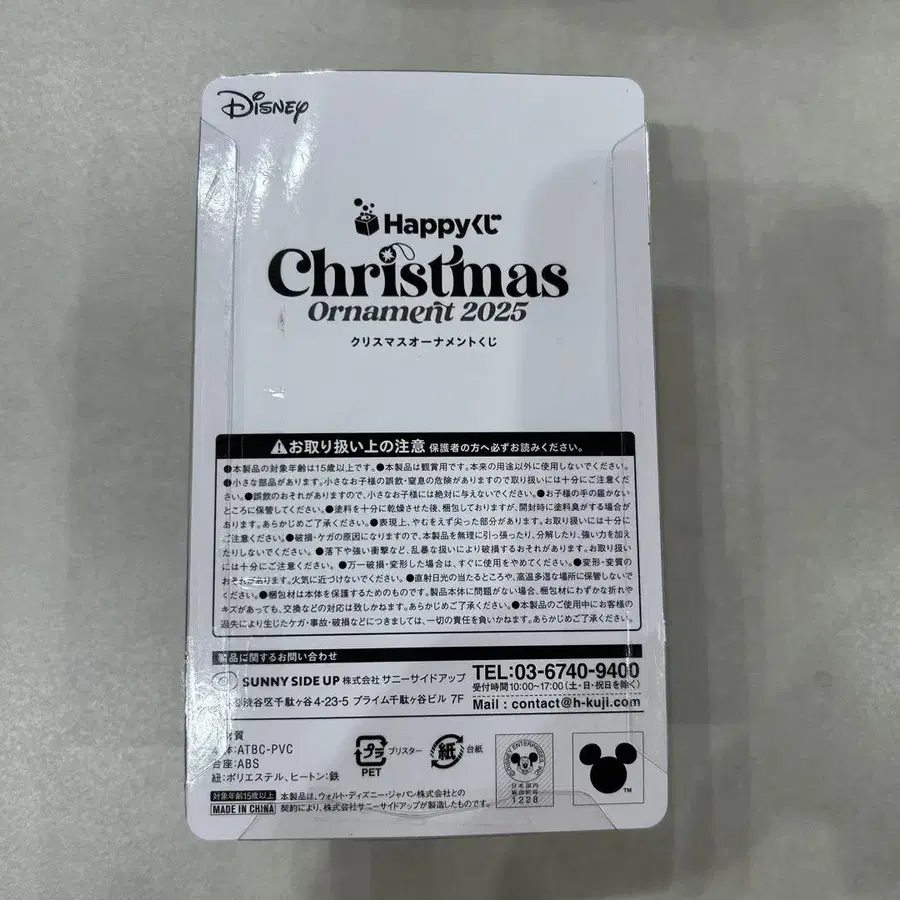 Disney
Happyくじ
Christmas
Ornament 2025
クリスマスオーナメントくじ
お取り扱い上の注意 保護者の方へ必ずお読みください。
●本製品の対象年齢は15歳以上です。●本製品は観賞用です。本来の用途以外に使用しないでください。
●小さな部品があります。小さなお子様の誤飲・窒息の危険がありますので取り扱いには十分にご注意くだ
さい。●誤飲のおそれがありますので、小さなお子様には絶対に与えないでください。●お子様の手の届かない
ところに保管してください。●塗料を十分に乾燥させた後、梱包しておりますが、開封時に塗料臭がする場合が
あります。あらかじめご了承ください。●表現上、やむをえず尖った部分があります。お取り扱いには十分に
ご注意ください。●破損・ケガの原因になりますので、本製品を無理に引っ張ったり、分解したり、強い力を加え
たりしないでください。●落下や強い衝撃など、乱暴な扱いにより破損するおそれがあります。お取り扱い
には十分にご注意ください。●万一破損・変形した場合は、すぐに使用をやめてください。●変形・変質の
おそれがあります。火気に近づけないでください。●直射日光の当たるところや、高温多湿な場所に保管しないで
ください。●梱包材は本体を保護するためのものです。製品本体に問題がない場合、梱包材にわずかな折れや
キズがあっても、交換などの対応は致しかねます。あらかじめご了承ください。●本製品のご使用中にお客様の
過失により生じたケガ・事故・破損などにつきましては、一切の責任を負いかねます。あらかじめご了承ください。
製品に関するお問い合わせ
SUNNY SIDE UP 株式会社 サニーサイドアップ
渋谷区千駄ヶ谷4-23-5 プライム千駄ヶ谷ビル 7F
TEL:03-6740-9400
受付時間10:00~17:00(土・日・祝日を除く)
Mail : contact@h-kuji.com
材質
本体:ATBC-PVC
台座:ABS
紐:ポリエステル、ヒートン:鉄
プラ
PET
ブリスター
紙
台紙
©DISNEY ENTERPRISES INC.
日本国内
販売証紙
1228
TM
対象年齢15歳以上
MADE IN CHINA
本製品は、ウォルト・ディズニー・ジャパン株式会社との
契約により、株式会社サニーサイドアップが製造したものです。